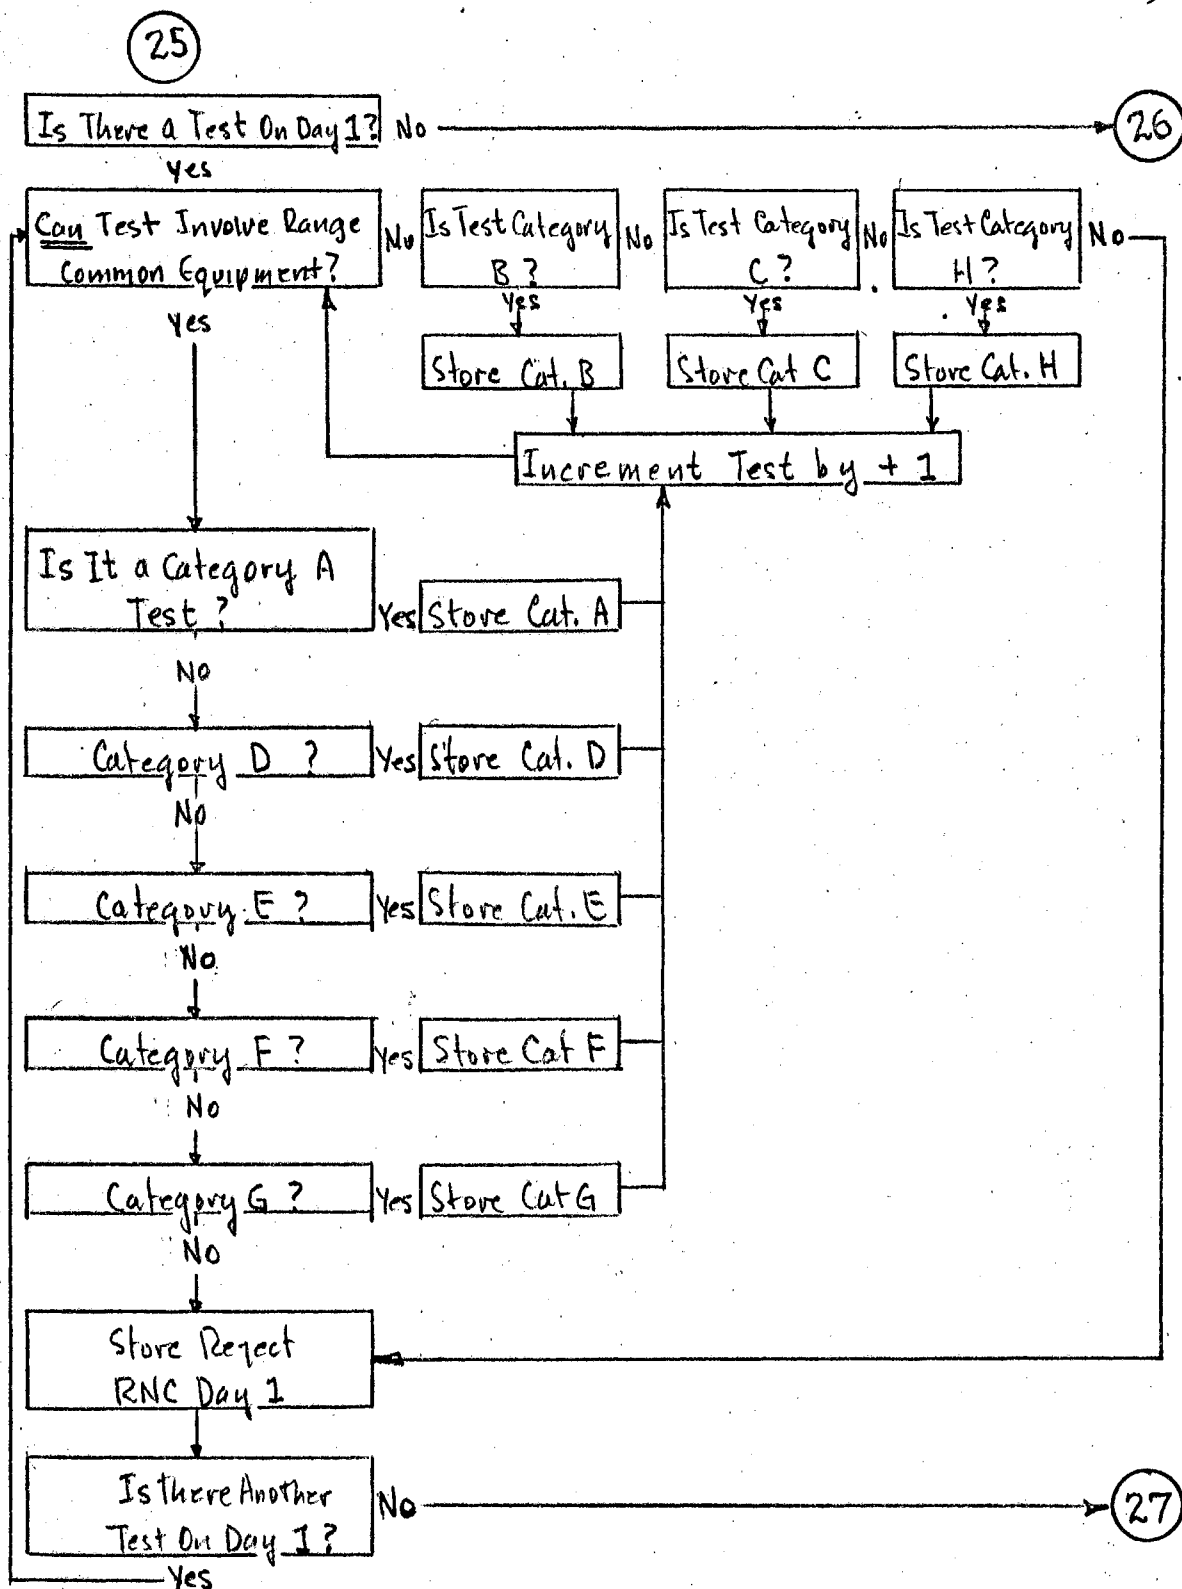 25
Is There a Test On Day 1? No
26
Yes
Can Test Involve Range
Common Equipment?
No
Is Test Category
B ?
No
Is Test Category
C ?
No
Is Test Category
H ?
No
Yes
Yes
Yes
Yes
Store Cat. B
Store Cat C
Store Cat. H
Increment Test by + 1
Is It a Category A
Test ?
Yes
Store Cat. A
No
Category D ?
Yes
Store Cat. D
No
Category E ?
Yes
Store Cat. E
No
Category F ?
Yes
Store Cat F
No
Category G ?
Yes
Store Cat G
No
Store Reject
RNC Day 1
Is there Another
Test On Day 1?
No
27
Yes